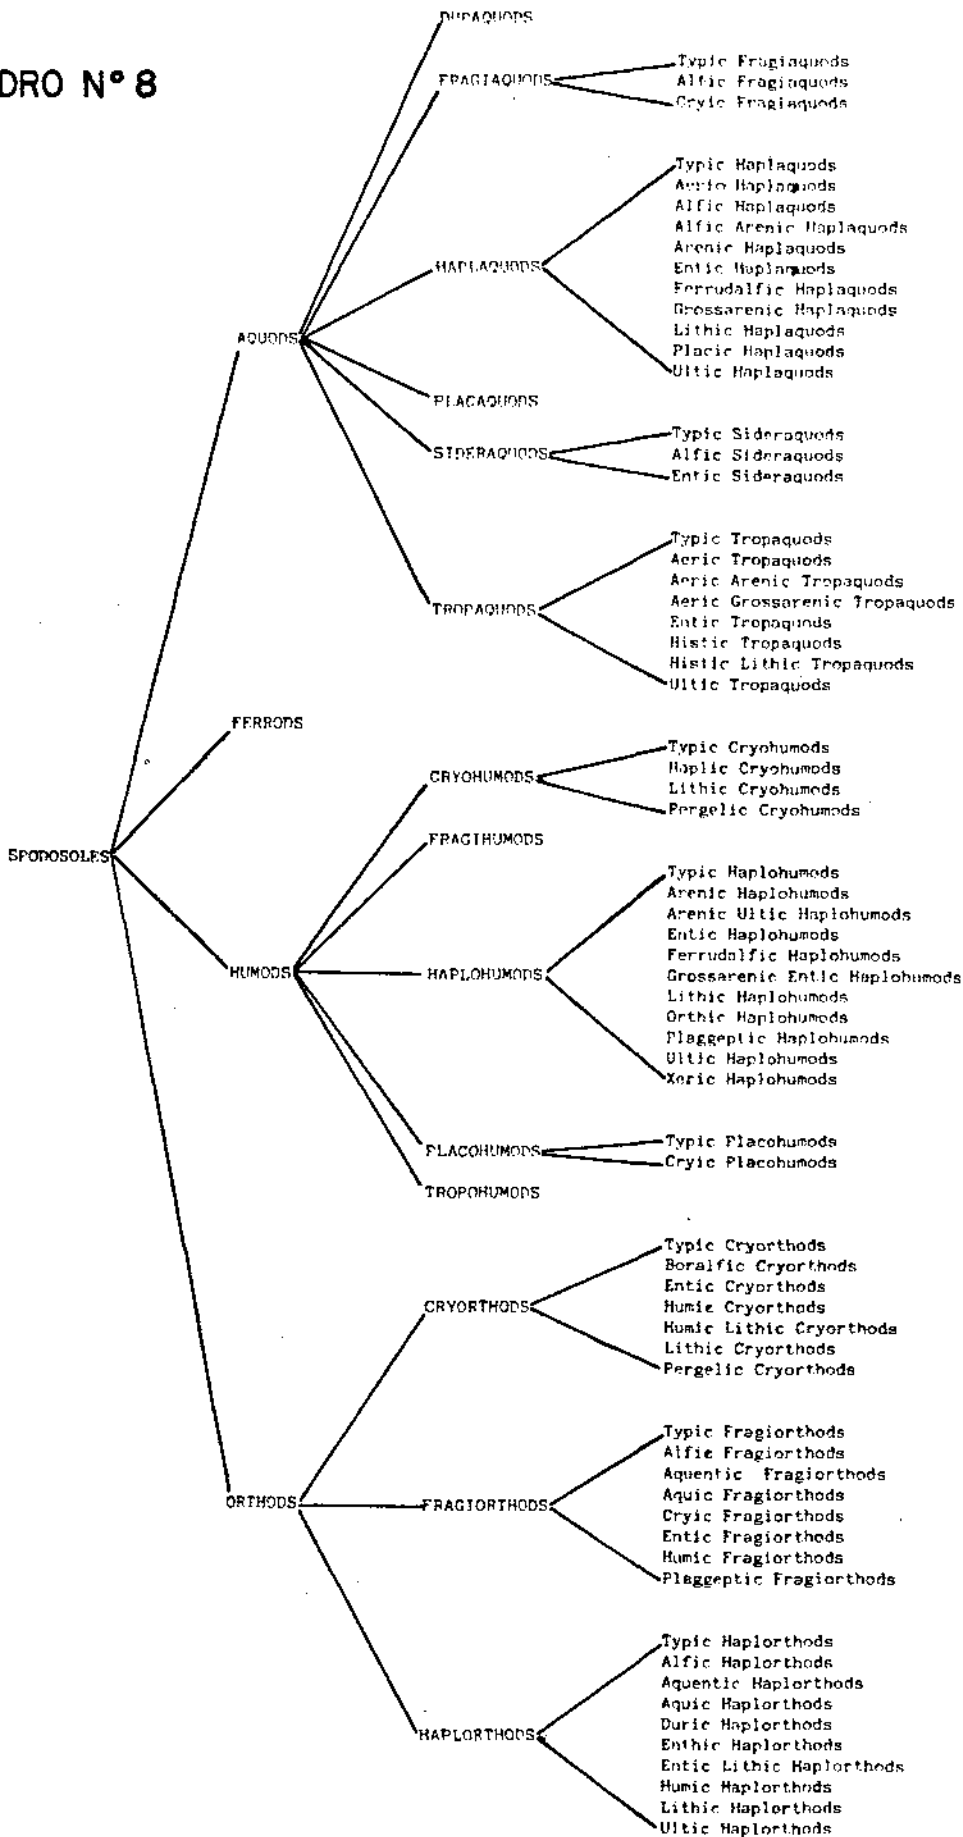 DRO N° 8
DURAQUODS
FRAGIAQUODS
Typic Fragiaquods
Alfic Fragiaquods
Cryic Fragiaquods
HAPLAQUODS
Typic Haplaquods
Aeric Haplaquods
Alfic Haplaquods
Alfic Arenic Haplaquods
Arenic Haplaquods
Entic Haplaquods
Ferrudalfic Haplaquods
Grossarenic Haplaquods
Lithic Haplaquods
Placic Haplaquods
Ultic Haplaquods
AQUODS
PLACAQUODS
SIDERAQUODS
Typic Sideraquods
Alfic Sideraquods
Entic Sideraquods
TROPAQUODS
Typic Tropaquods
Aeric Tropaquods
Aeric Arenic Tropaquods
Aeric Grossarenic Tropaquods
Entic Tropaquods
Histic Tropaquods
Histic Lithic Tropaquods
Ultic Tropaquods
FERRODS
SPODOSOLES
CRYOHUMODS
Typic Cryohumods
Haplic Cryohumods
Lithic Cryohumods
Pergelic Cryohumods
FRAGIHUMODS
HUMODS
HAPLOHUMODS
Typic Haplohumods
Arenic Haplohumods
Arenic Ultic Haplohumods
Entic Haplohumods
Ferrudalfic Haplohumods
Grossarenic Entic Haplohumods
Lithic Haplohumods
Orthic Haplohumods
Plaggeptic Haplohumods
Ultic Haplohumods
Xeric Haplohumods
PLACOHUMODS
Typic Placohumods
Cryic Placohumods
TROPOHUMODS
CRYORTHODS
Typic Cryorthods
Boralfic Cryorthods
Entic Cryorthods
Humic Cryorthods
Humic Lithic Cryorthods
Lithic Cryorthods
Pergelic Cryorthods
ORTHODS
FRAGIORTHODS
Typic Fragiorthods
Alfic Fragiorthods
Aquentic Fragiorthods
Aquic Fragiorthods
Cryic Fragiorthods
Entic Fragiorthods
Humic Fragiorthods
Plaggeptic Fragiorthods
HAPLORTHODS
Typic Haplorthods
Alfic Haplorthods
Aquentic Haplorthods
Aquic Haplorthods
Duric Haplorthods
Enthic Haplorthods
Entic Lithic Haplorthods
Humic Haplorthods
Lithic Haplorthods
Ultic Haplorthods